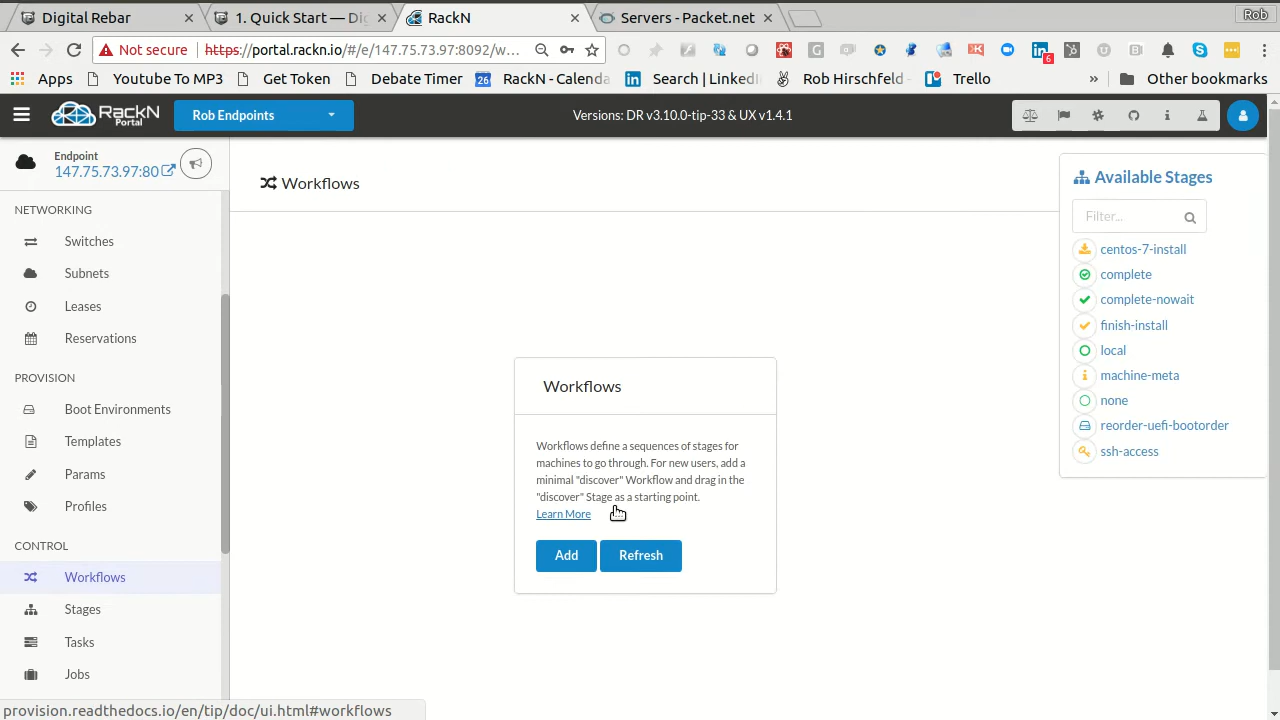 Digital Rebar
1. Quick Start — Di
RackN
Servers - Packet.net
Rob
Not secure
https://portal.rackn.io/#/e/147.75.73.97:8092/w...
6
Apps
Youtube To MP3
Get Token
Debate Timer
26
RackN - Calenda
Search | LinkedI
Rob Hirschfeld -
Trello
»
Other bookmarks
RackN
Portal
Rob Endpoints
Versions: DR v3.10.0-tip-33 & UX v1.4.1
Endpoint
147.75.73.97:80
Workflows
Available Stages
Filter...
NETWORKING
Switches
Subnets
Leases
Reservations
PROVISION
Boot Environments
Templates
Params
Profiles
CONTROL
Workflows
Stages
Tasks
Jobs
centos-7-install
complete
complete-nowait
finish-install
local
machine-meta
none
reorder-uefi-bootorder
ssh-access
Workflows
Workflows define a sequences of stages for
machines to go through. For new users, add a
minimal "discover" Workflow and drag in the
"discover" Stage as a starting point.
Learn More
Add
Refresh
provision.readthedocs.io/en/tip/doc/ui.html#workflows